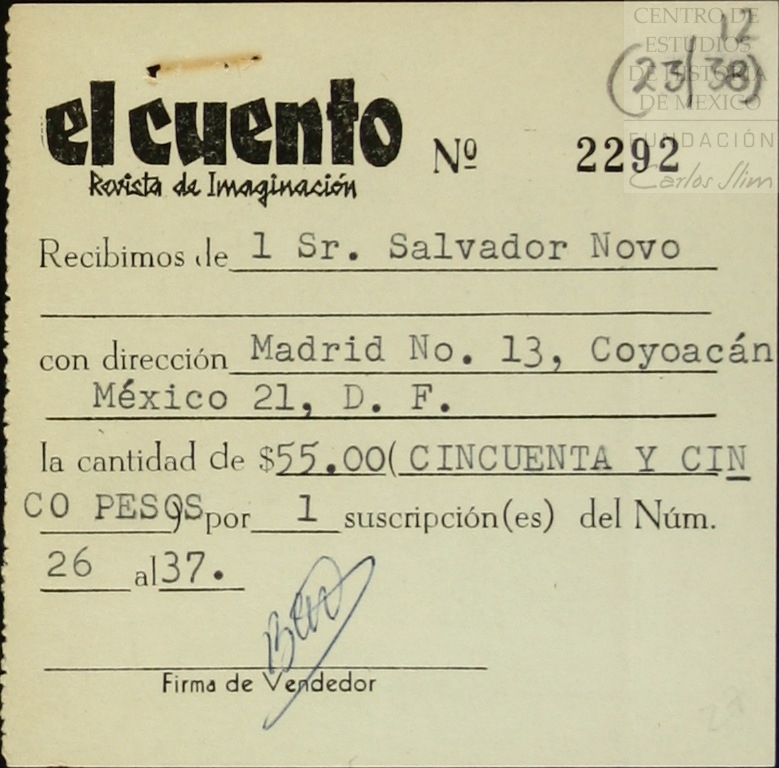 CENTRO DE
ESTUDIOS
DE HISTORIA
DE MEXICO
FUNDACIÓN
Carlos Slim
12
(23/38)
el cuento
Revista de Imaginación
Nº 2292
Recibimos de 1 Sr. Salvador Novo
con dirección Madrid No. 13, Coyoacán
México 21, D. F.
la cantidad de $55.00( CINCUENTA Y CIN
CO PESOS) por 1 suscripción(es) del Núm.
26 al 37.
Firma de Vendedor